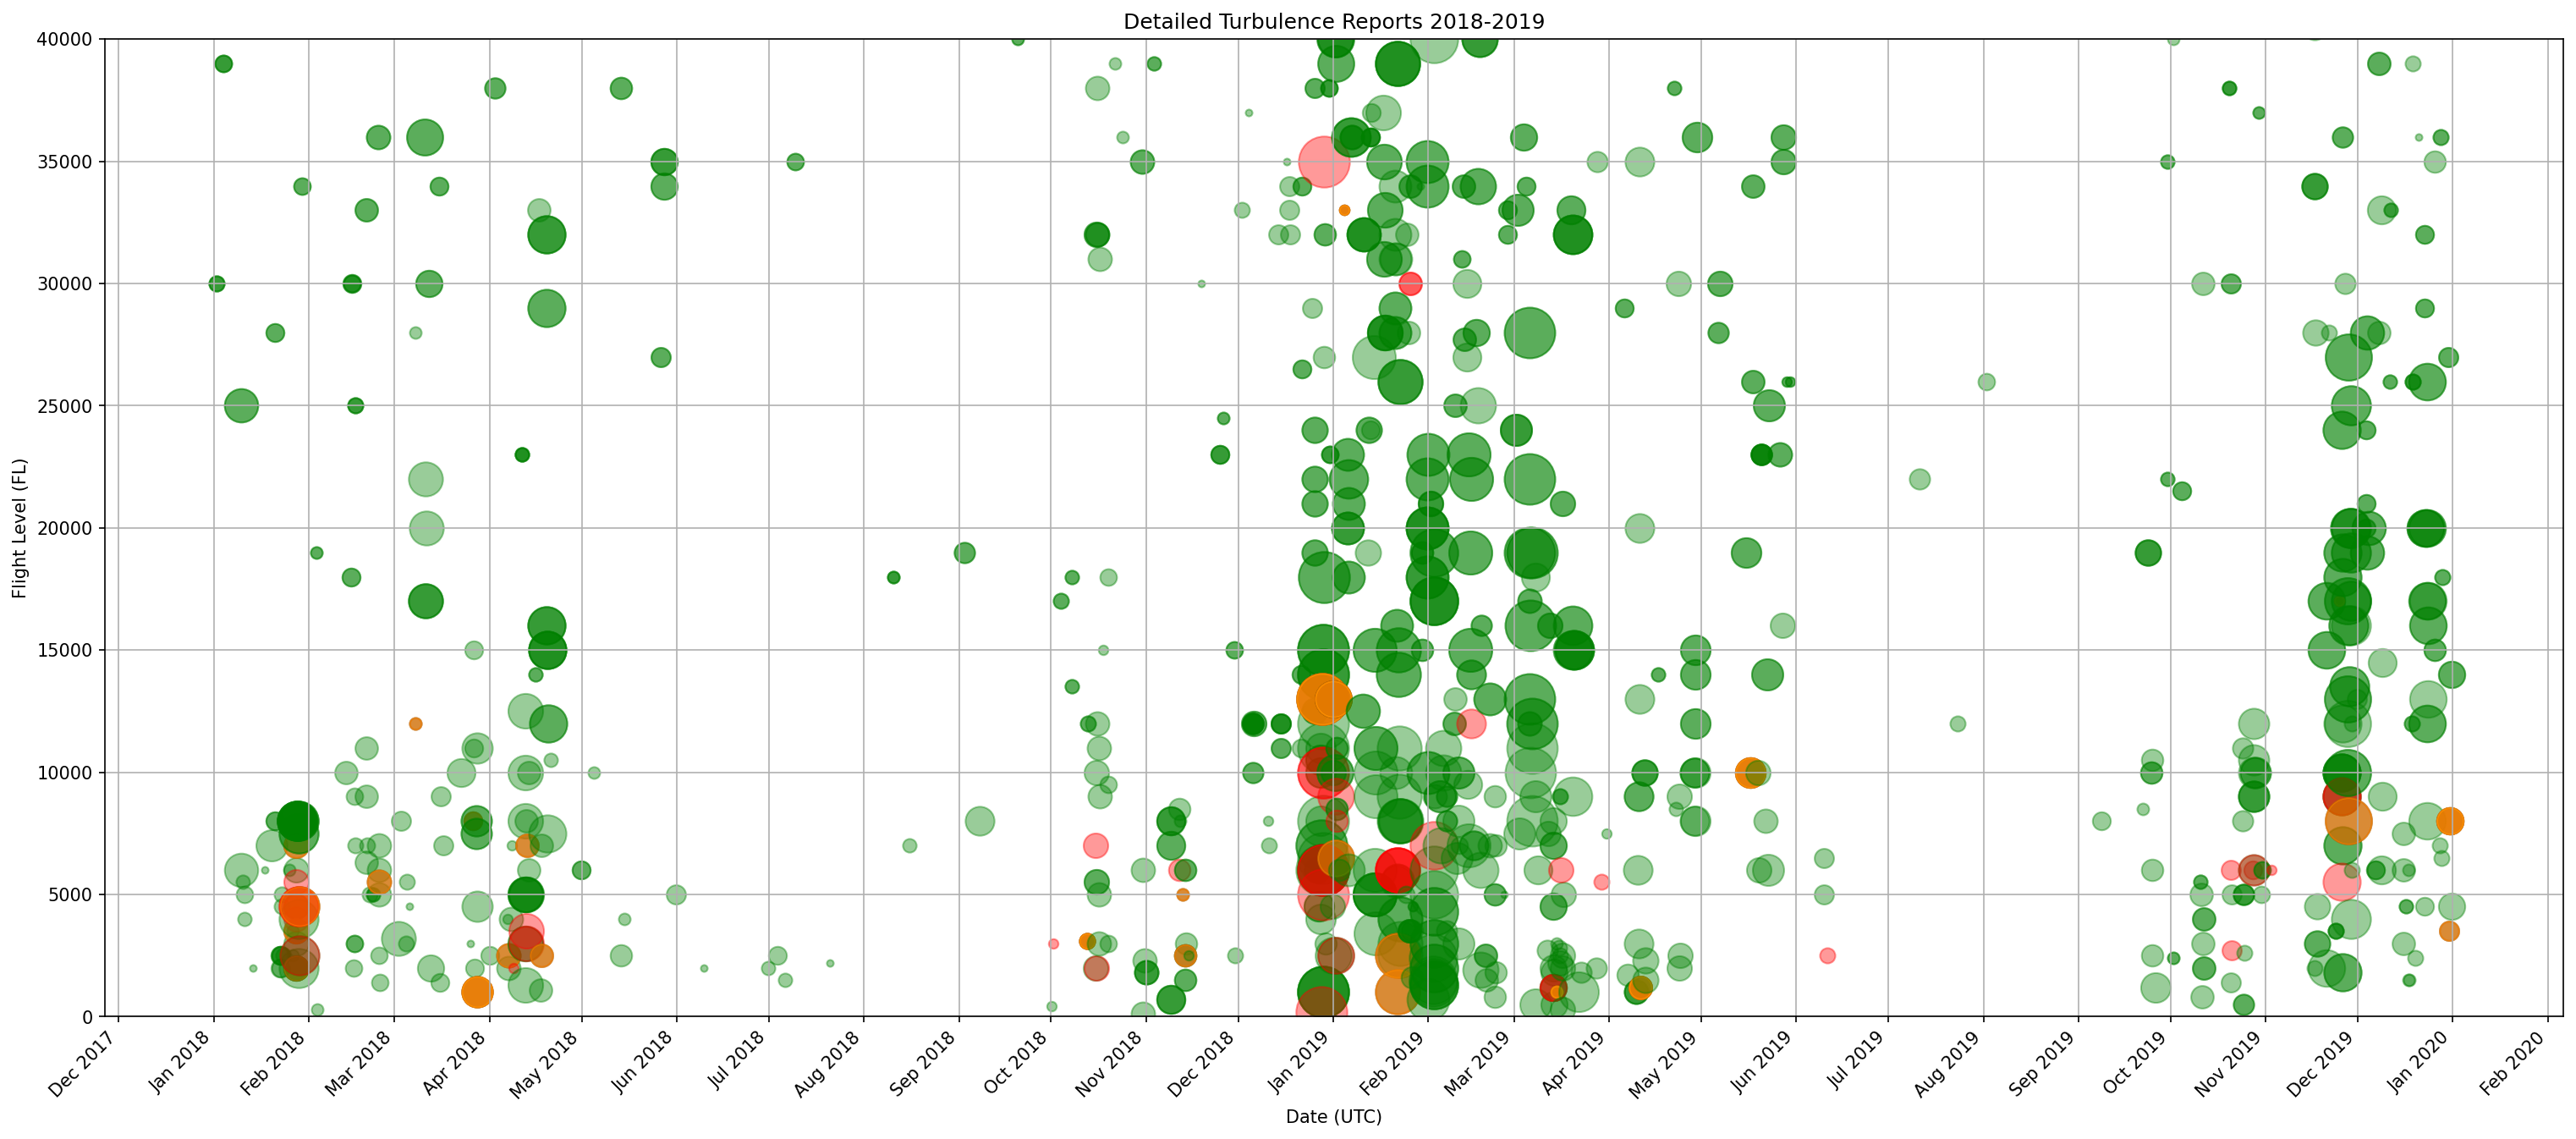 Detailed Turbulence Reports 2018-2019
40000
35000
30000
25000
20000
15000
10000
5000
0
Flight Level (FL)
Dec 2017
Jan 2018
Feb 2018
Mar 2018
Apr 2018
May 2018
Jun 2018
Jul 2018
Aug 2018
Sep 2018
Oct 2018
Nov 2018
Dec 2018
Jan 2019
Feb 2019
Mar 2019
Apr 2019
May 2019
Jun 2019
Jul 2019
Aug 2019
Sep 2019
Oct 2019
Nov 2019
Dec 2019
Jan 2020
Feb 2020
Date (UTC)